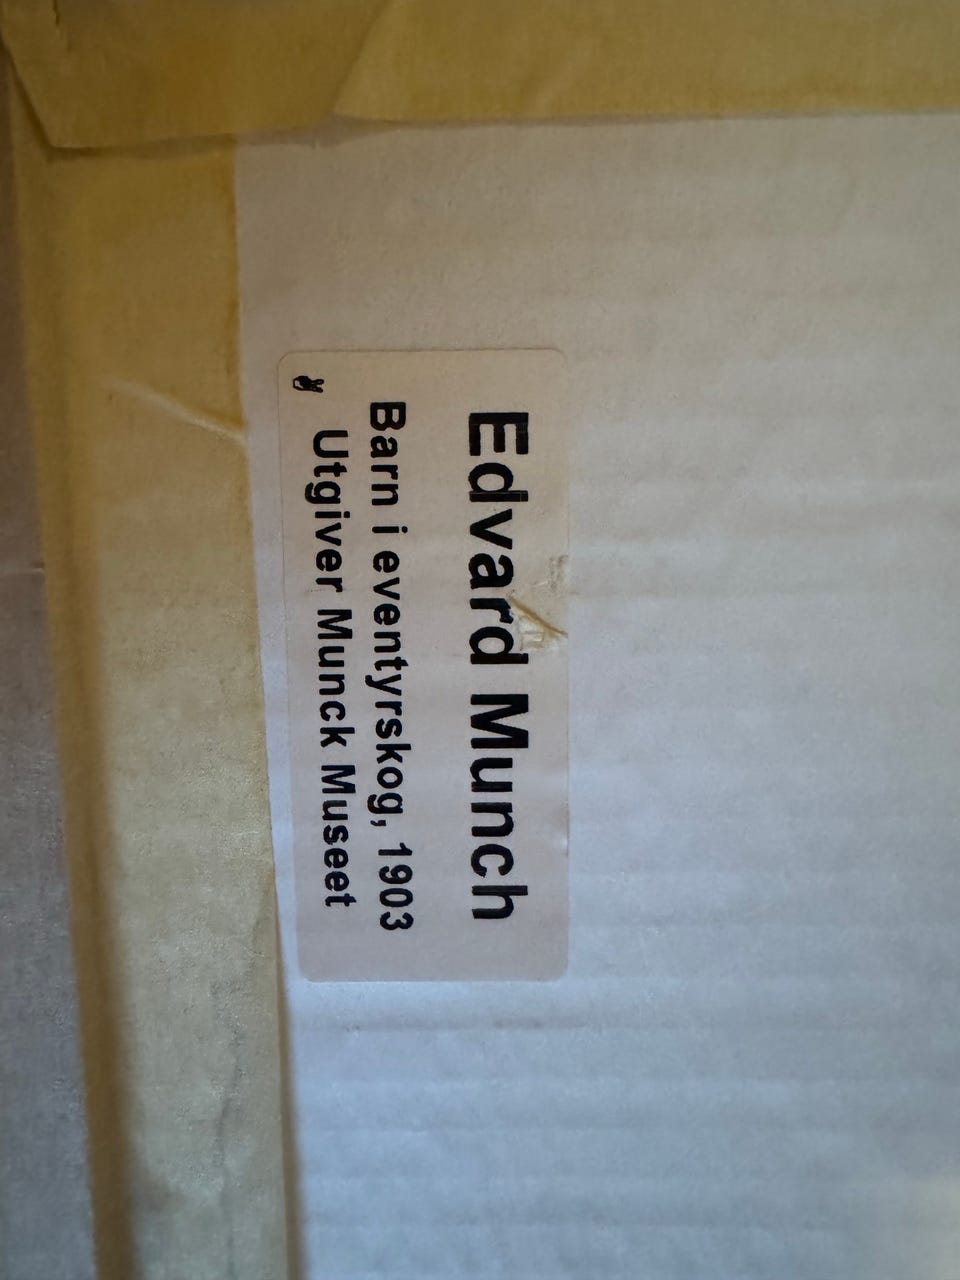 Edvard Munch
Barn i eventyrskog, 1903
Utgiver Munck Museet